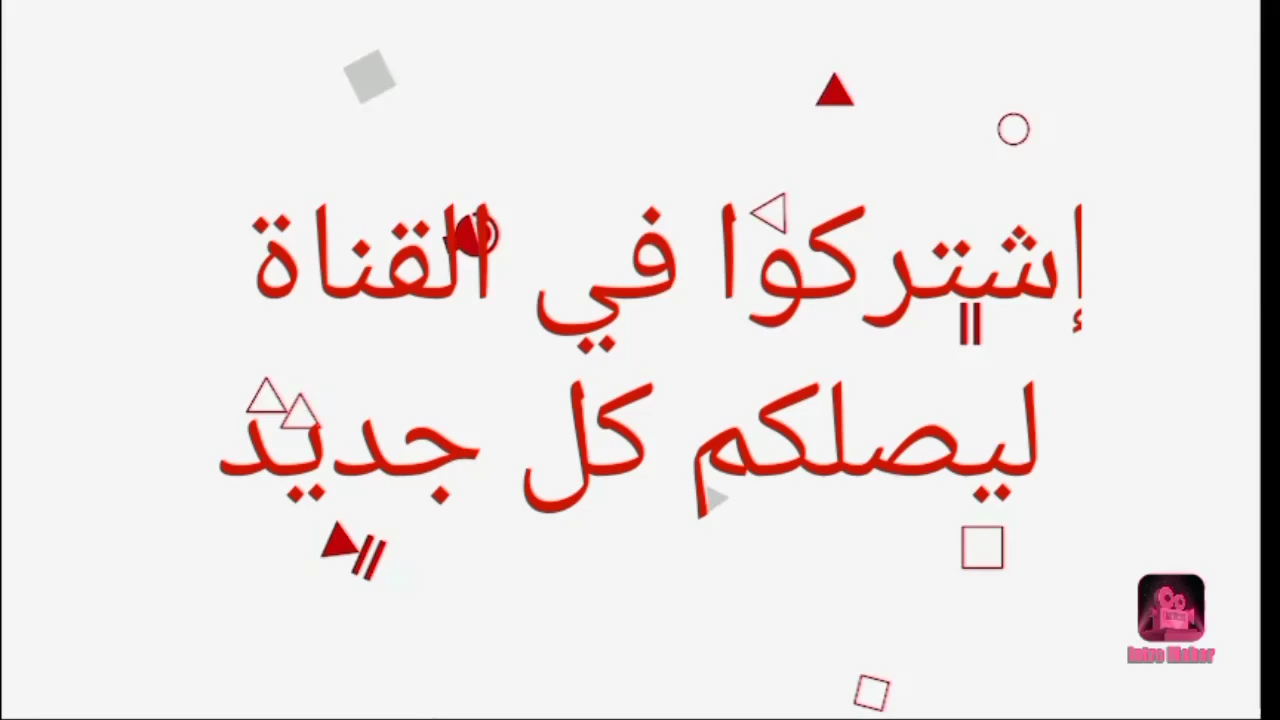 إشتركوا في القناة
ليصلكم كل جديد
Intro Maker